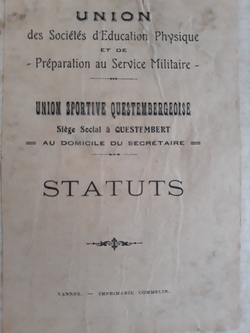 UNION
des Sociétés d'Education Physique
ET DE
- Préparation au Service Militaire -
UNION SPORTIVE QUESTEMBERGEOISE
Siège Social à QUESTEMBERT
AU DOMICILE DU SECRÉTAIRE
STATUTS
VANNES. — IMPRIMERIE COMMELIN.